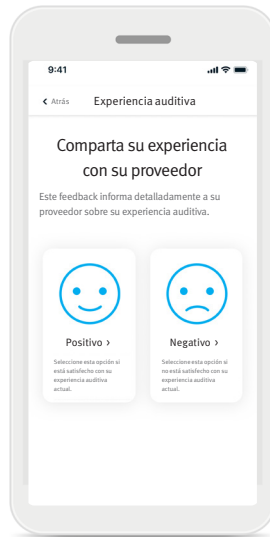 9:41
Atrás
Experiencia auditiva
Comparta su experiencia
con su proveedor
Este feedback informa detalladamente a su
proveedor sobre su experiencia auditiva.
Positivo ›
Negativo ›
Seleccione esta opción si
está satisfecho con su
experiencia auditiva
actual.
Seleccione esta opción si
no está satisfecho con su
experiencia auditiva
actual.